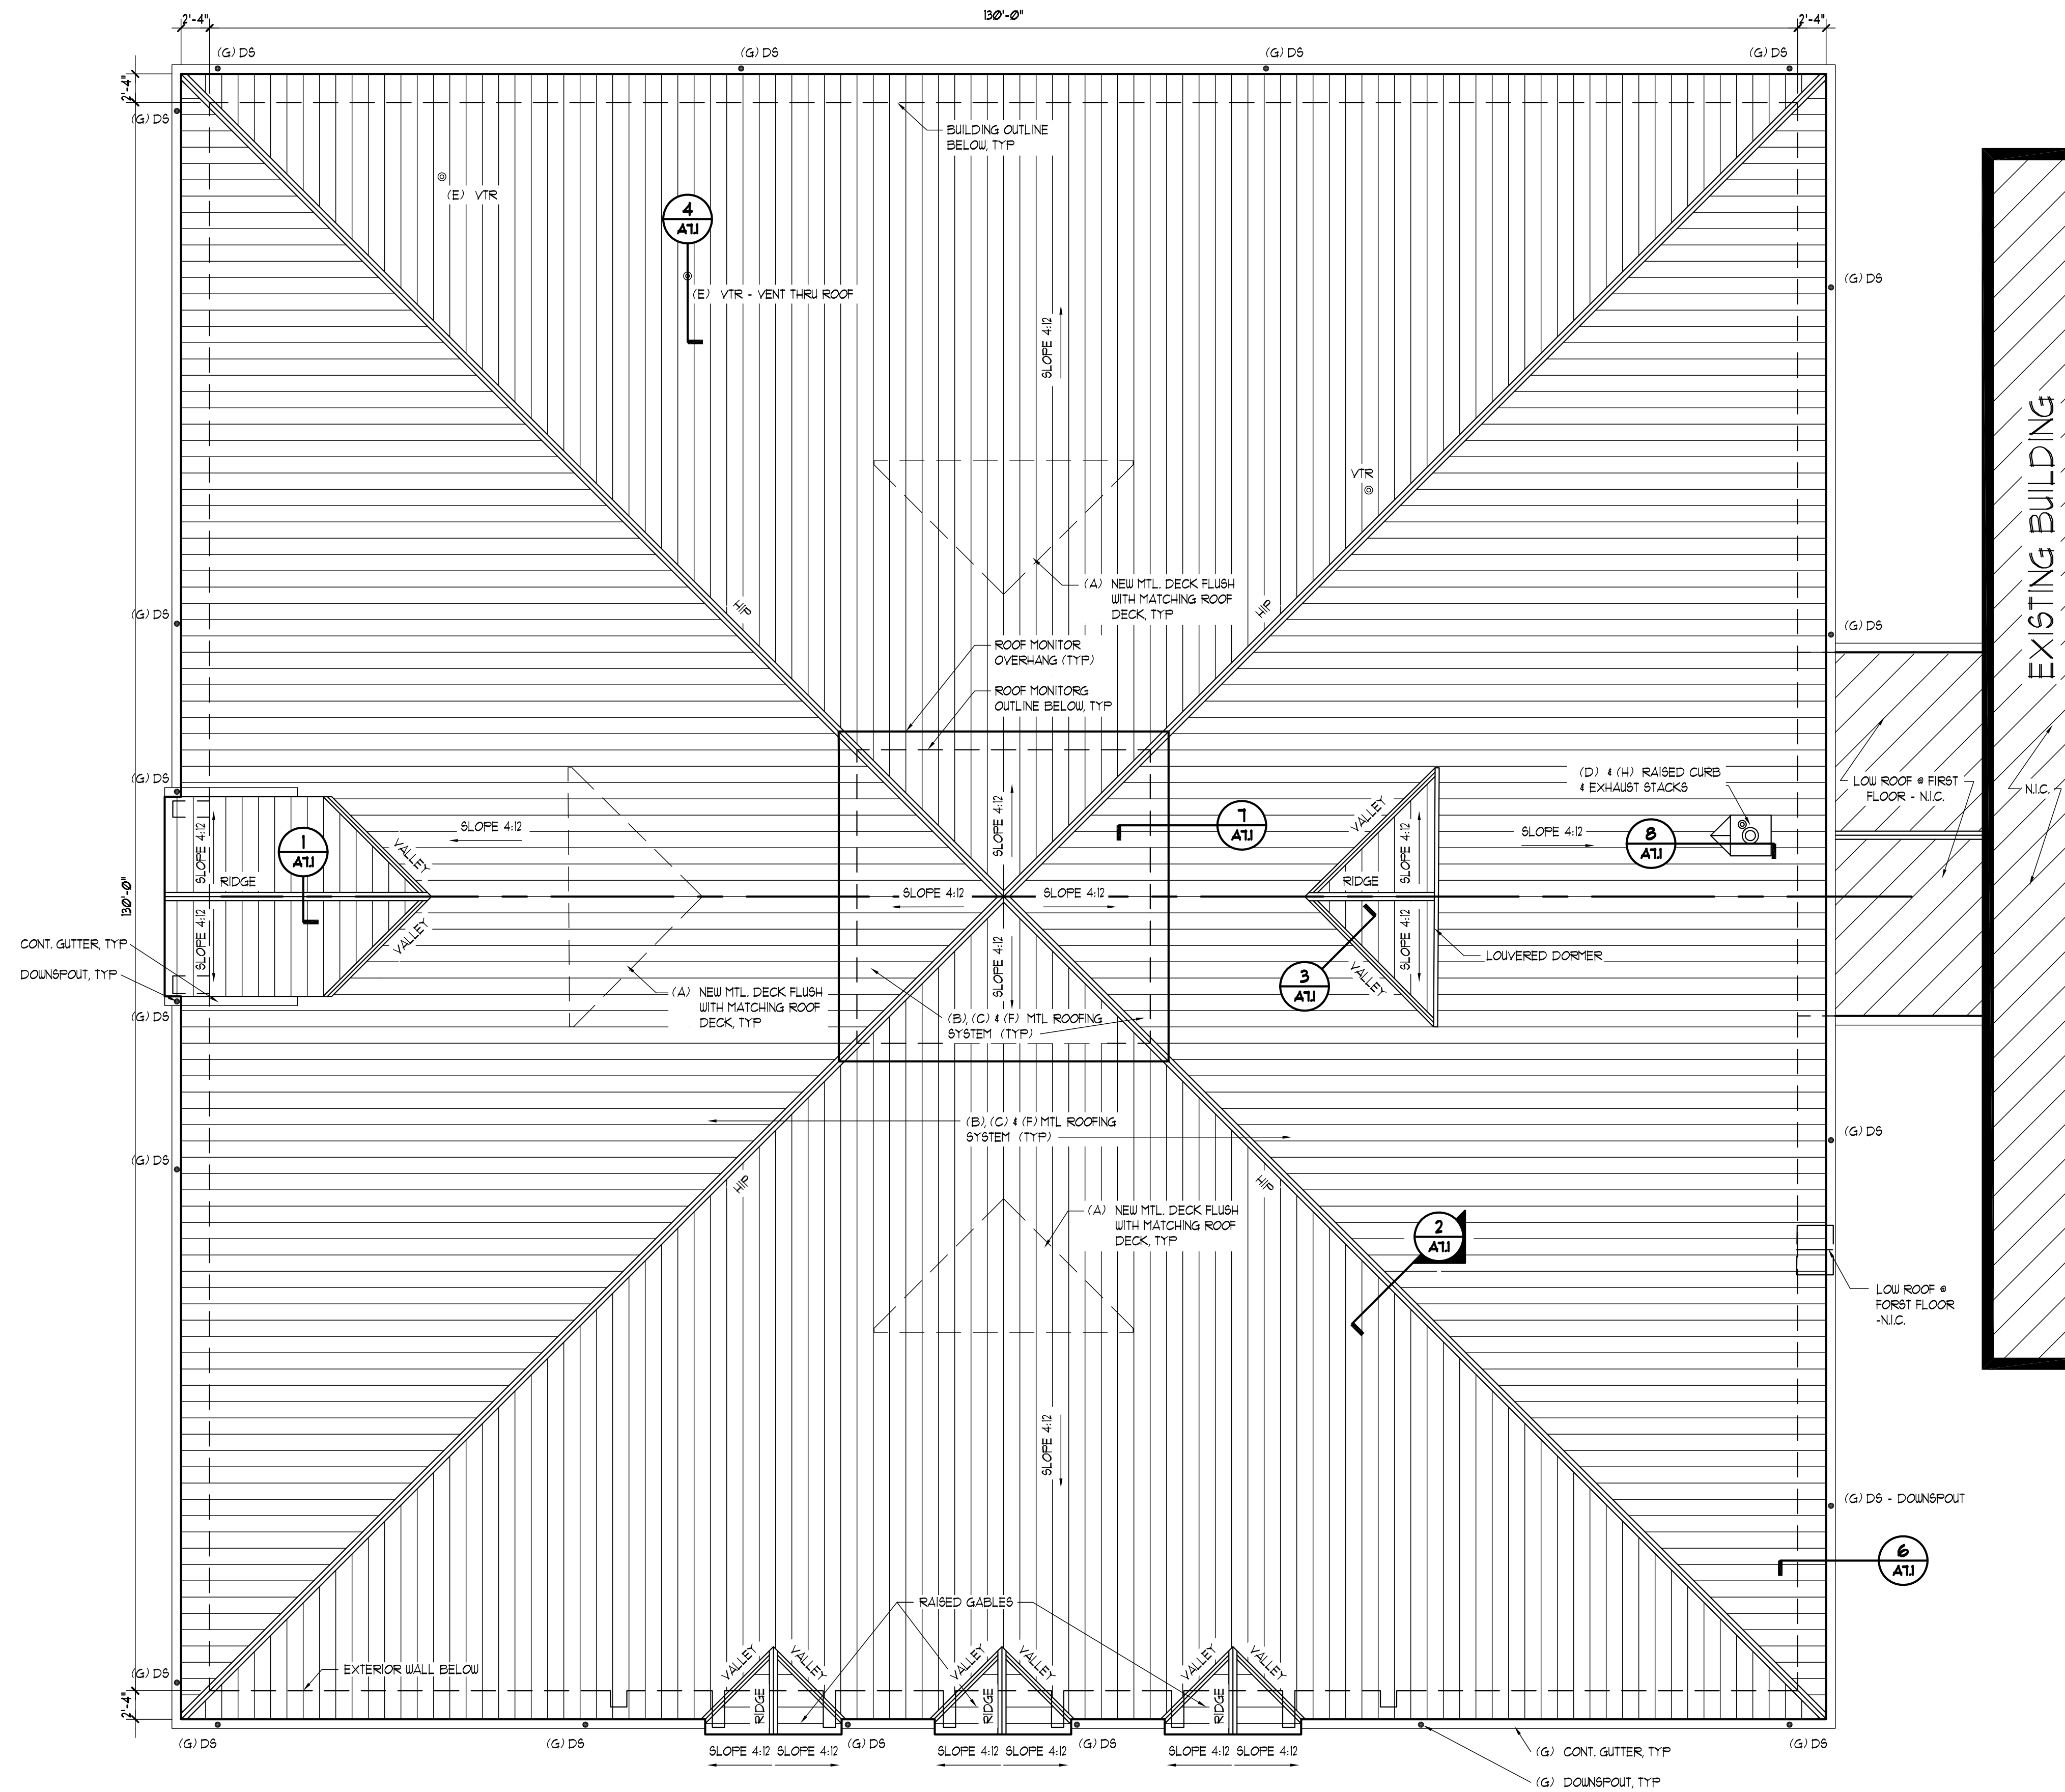 2'-4"
130'-0"
2'-4"
(G) DS
(G) DS
(G) DS
(G) DS
2'-4"
(G) DS
BUILDING OUTLINE
BELOW, TYP
(E) VTR
4
A7.1
(E) VTR - VENT THRU ROOF
SLOPE 4:12
(G) DS
EXISTING BUILDING
VTR
(A) NEW MTL. DECK FLUSH
WITH MATCHING ROOF
DECK, TYP
HIP
HIP
(G) DS
(G) DS
ROOF MONITOR
OVERHANG (TYP)
ROOF MONITORG
OUTLINE BELOW, TYP
(G) DS
(D) & (H) RAISED CURB
& EXHAUST STACKS
LOW ROOF @ FIRST
FLOOR - N.I.C.
N.I.C.
SLOPE 4:12
1
A7.1
SLOPE 4:12
VALLEY
SLOPE 4:12
7
A7.1
VALLEY
SLOPE 4:12
SLOPE 4:12
8
A7.1
RIDGE
RIDGE
130'-0"
SLOPE 4:12
SLOPE 4:12
SLOPE 4:12
VALLEY
SLOPE 4:12
SLOPE 4:12
CONT. GUTTER, TYP
DOWNSPOUT, TYP
LOUVERED DORMER
3
A7.1
VALLEY
(A) NEW MTL. DECK FLUSH
WITH MATCHING ROOF
DECK, TYP
(G) DS
(B), (C) & (F) MTL ROOFING
SYSTEM (TYP)
(B), (C) & (F) MTL ROOFING
SYSTEM (TYP)
(G) DS
(G) DS
HIP
HIP
(A) NEW MTL. DECK FLUSH
WITH MATCHING ROOF
DECK, TYP
2
A7.1
LOW ROOF @
FORST FLOOR
-N.I.C.
SLOPE 4:12
(G) DS - DOWNSPOUT
6
A7.1
RAISED GABLES
(G) DS
EXTERIOR WALL BELOW
VALLEY
VALLEY
VALLEY
VALLEY
VALLEY
VALLEY
RIDGE
RIDGE
RIDGE
2'-4"
(G) DS
(G) DS
(G) DS
(G) DS
(G) DS
SLOPE 4:12
SLOPE 4:12
SLOPE 4:12
SLOPE 4:12
SLOPE 4:12
SLOPE 4:12
(G) CONT. GUTTER, TYP
(G) DOWNSPOUT, TYP